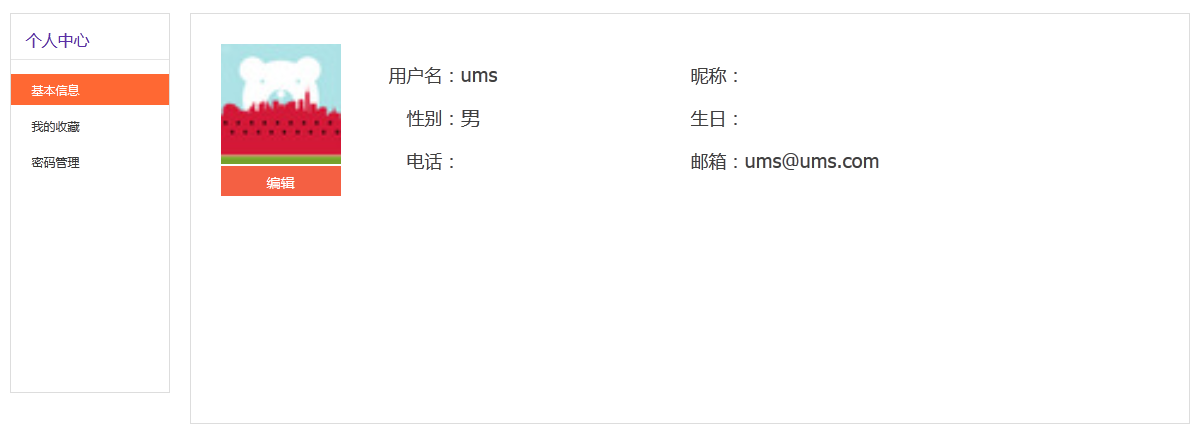 个人中心
基本信息
我的收藏
密码管理
编辑
用户名：ums
昵称：
性别：男
生日：
电话：
邮箱：ums@ums.com